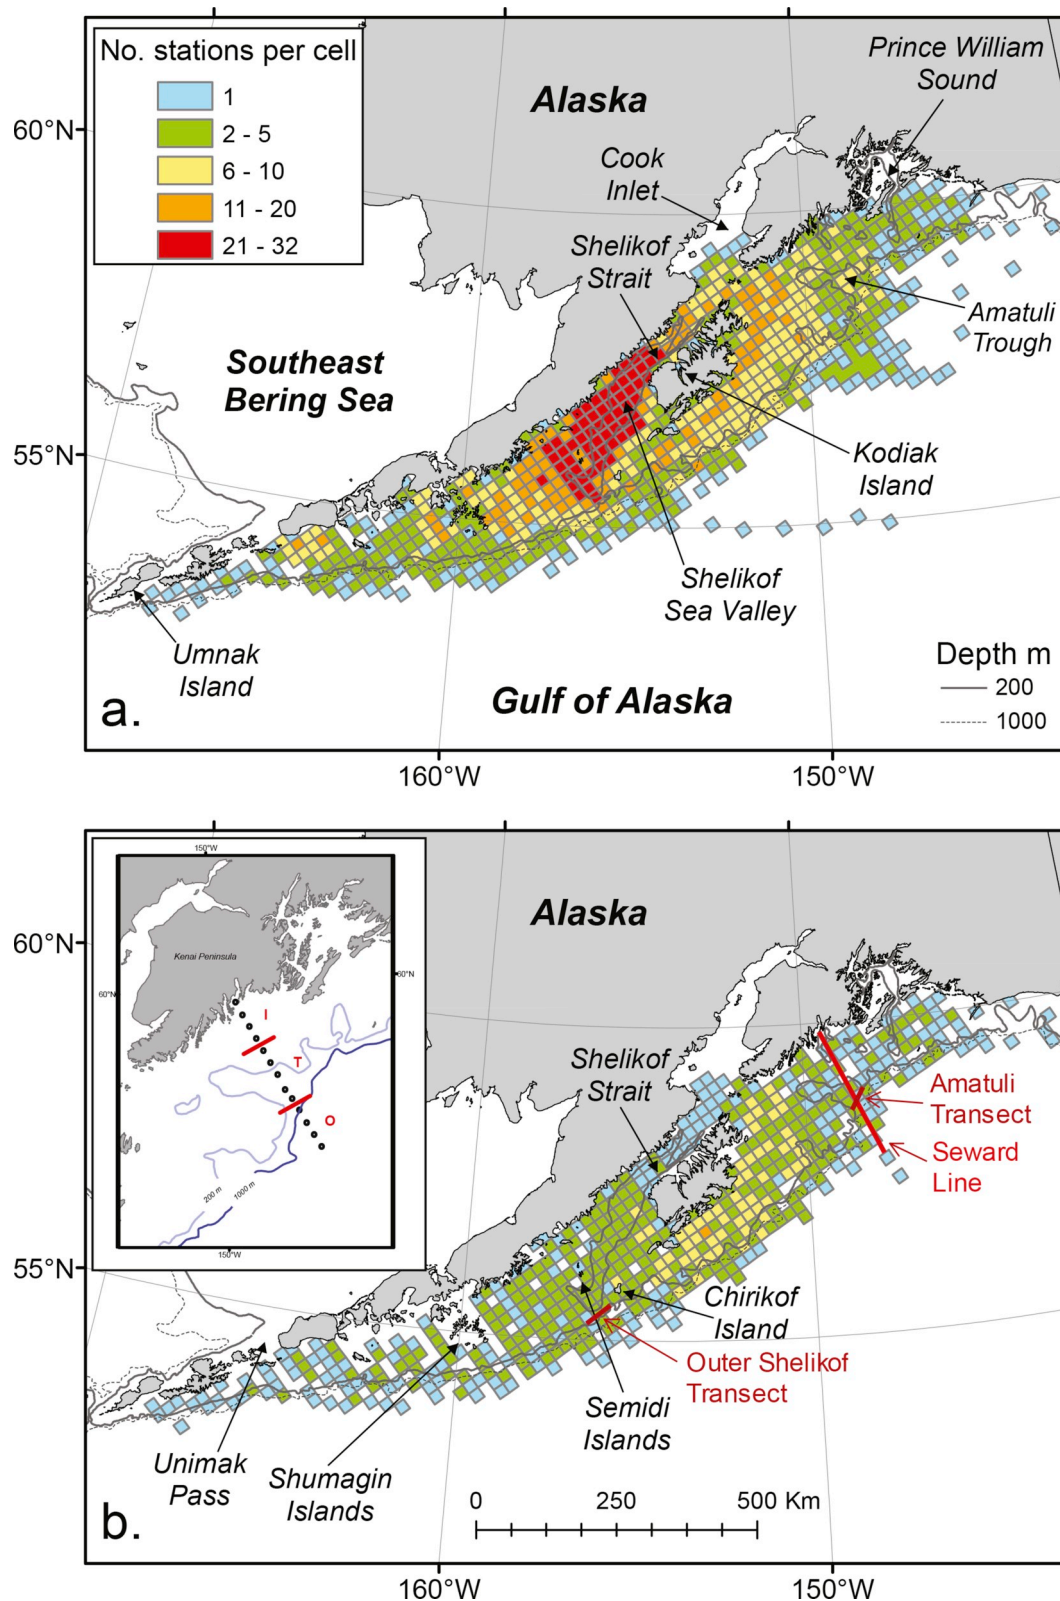 No. stations per cell
1
2 - 5
6 - 10
11 - 20
21 - 32
Alaska
Prince William
Sound
60°N
Cook
Inlet
Shelikof
Strait
Amatuli
Trough
Southeast
Bering Sea
55°N
Kodiak
Island
Shelikof
Sea Valley
Umnak
Island
Depth m
200
1000
Gulf of Alaska
a.
160°W
150°W
150°W
Kenai Peninsula
60°N
60°N
I
T
O
200 m
1000 m
150°W
Alaska
60°N
Shelikof
Strait
Amatuli
Transect
Seward
Line
55°N
Chirikof
Island
Outer Shelikof
Transect
Semidi
Islands
Unimak
Pass
Shumagin
Islands
0
250
500 Km
b.
160°W
150°W